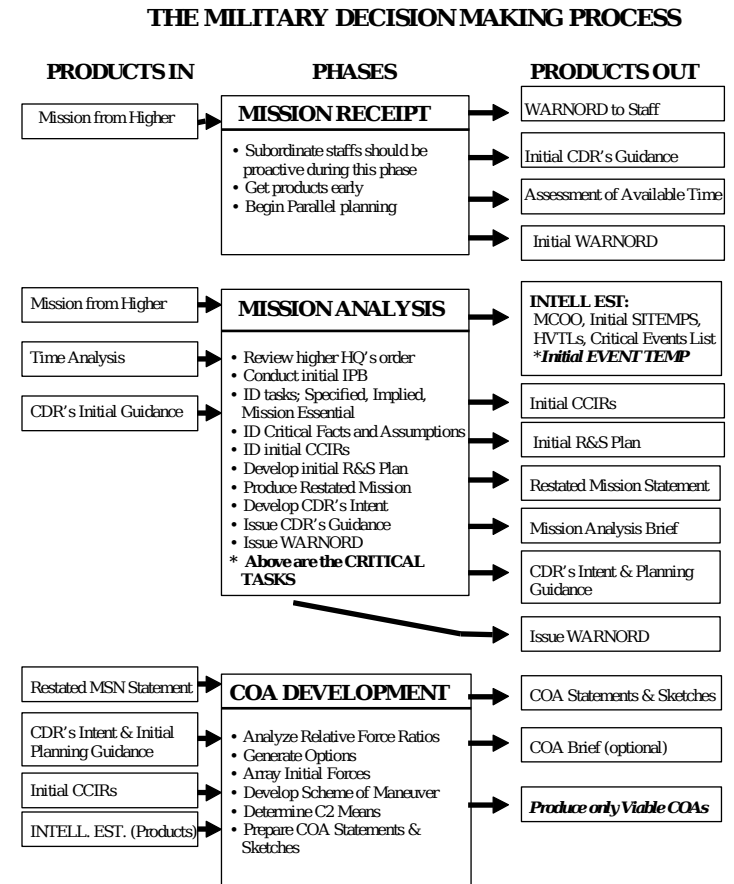 THE MILITARY DECISION MAKING PROCESS
PRODUCTS IN
PHASES
PRODUCTS OUT
Mission from Higher
MISSION RECEIPT
• Subordinate staffs should be
proactive during this phase
• Get products early
• Begin Parallel planning
WARNORD to Staff
Initial CDR's Guidance
Assessment of Available Time
Initial WARNORD
Mission from Higher
Time Analysis
CDR's Initial Guidance
MISSION ANALYSIS
• Review higher HQ's order
• Conduct initial IPB
• ID tasks; Specified, Implied,
Mission Essential
• ID Critical Facts and Assumptions
• ID initial CCIRs
• Develop initial R&S Plan
• Produce Restated Mission
• Develop CDR's Intent
• Issue CDR's Guidance
• Issue WARNORD
* Above are the CRITICAL
TASKS
INTELL EST:
MCOO, Initial SITEMPS,
HVTLs, Critical Events List
*Initial EVENT TEMP
Initial CCIRs
Initial R&S Plan
Restated Mission Statement
Mission Analysis Brief
CDR's Intent & Planning
Guidance
Issue WARNORD
Restated MSN Statement
CDR's Intent & Initial
Planning Guidance
Initial CCIRs
INTELL. EST. (Products)
COA DEVELOPMENT
• Analyze Relative Force Ratios
• Generate Options
• Array Initial Forces
• Develop Scheme of Maneuver
• Determine C2 Means
• Prepare COA Statements &
Sketches
COA Statements & Sketches
COA Brief (optional)
Produce only Viable COAs